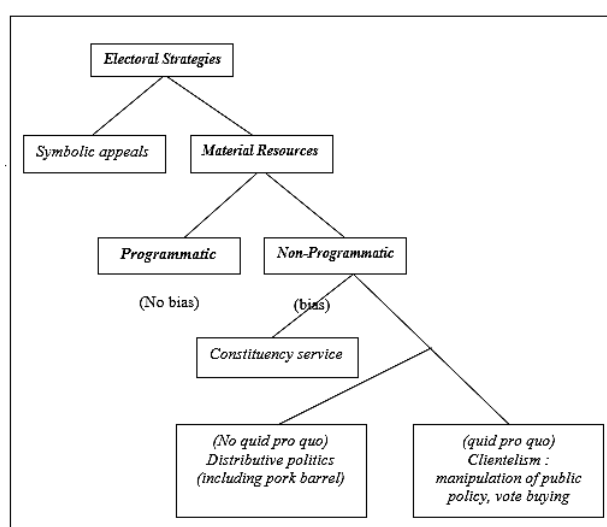 Electoral Strategies
Symbolic appeals
Material Resources
Programmatic
Non-Programmatic
(No bias)
(bias)
Constituency service
(No quid pro quo)
Distributive politics
(including pork barrel)
(quid pro quo)
Clientelism :
manipulation of public
policy, vote buying